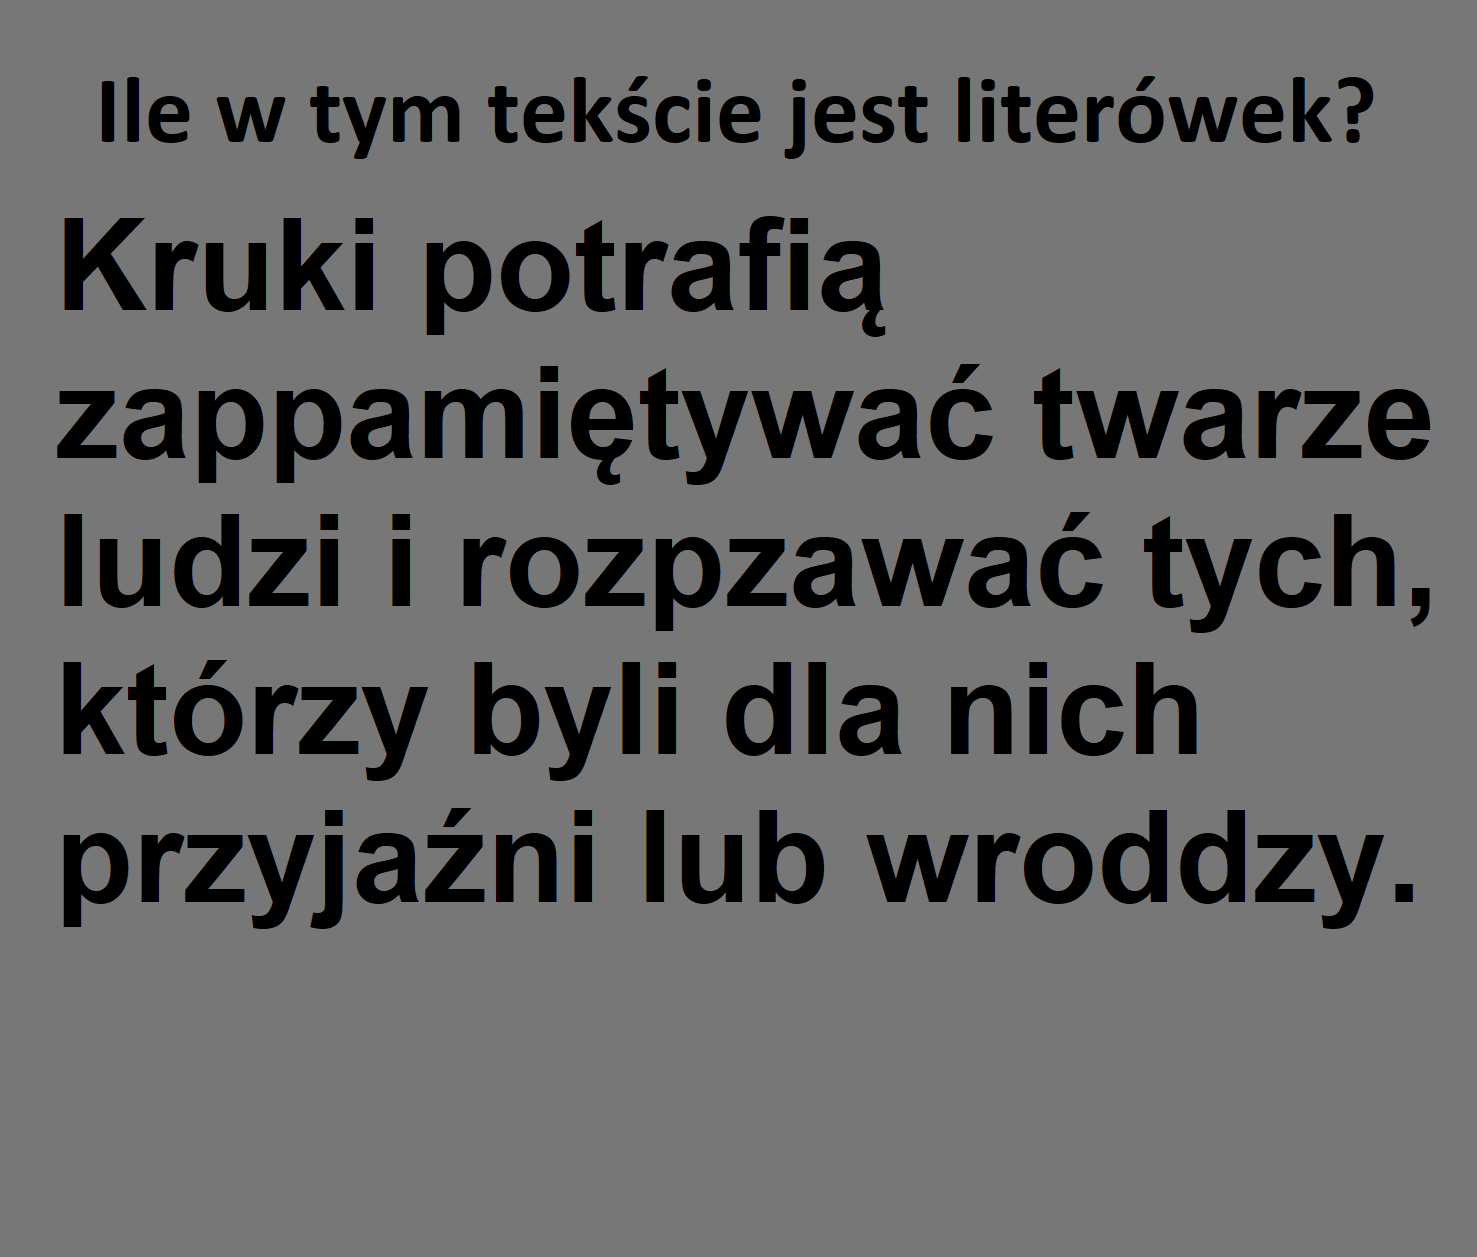 Ile w tym tekście jest literówek?
Kruki potrafią
zappamiętywać twarze
ludzi i rozpzawać tych,
którzy byli dla nich
przyjaźni lub wroddzy.